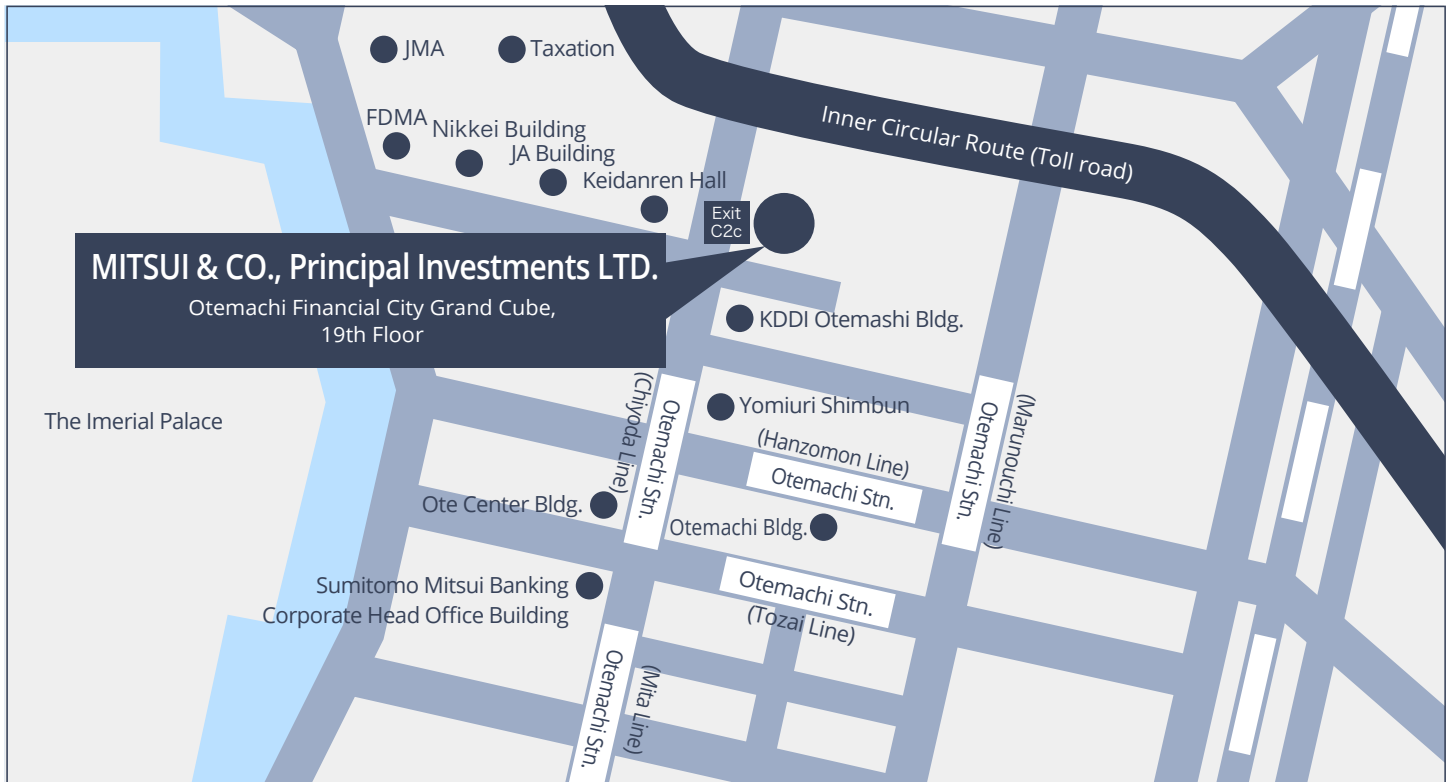 JMA
Taxation
FDMA
Nikkei Building
JA Building
Keidanren Hall
Inner Circular Route (Toll road)
Exit
C2c
MITSUI & CO., Principal Investments LTD.
Otemachi Financial City Grand Cube,
19th Floor
KDDI Otemashi Bldg.
The Imerial Palace
(Chiyoda Line)
Otemachi Stn.
Yomiuri Shimbun
(Hanzomon Line)
Otemachi Stn.
Otemachi Stn.
(Marunouchi Line)
Ote Center Bldg.
Otemachi Bldg.
Sumitomo Mitsui Banking
Corporate Head Office Building
Otemachi Stn.
(Tozai Line)
Otemachi Stn.
(Mita Line)